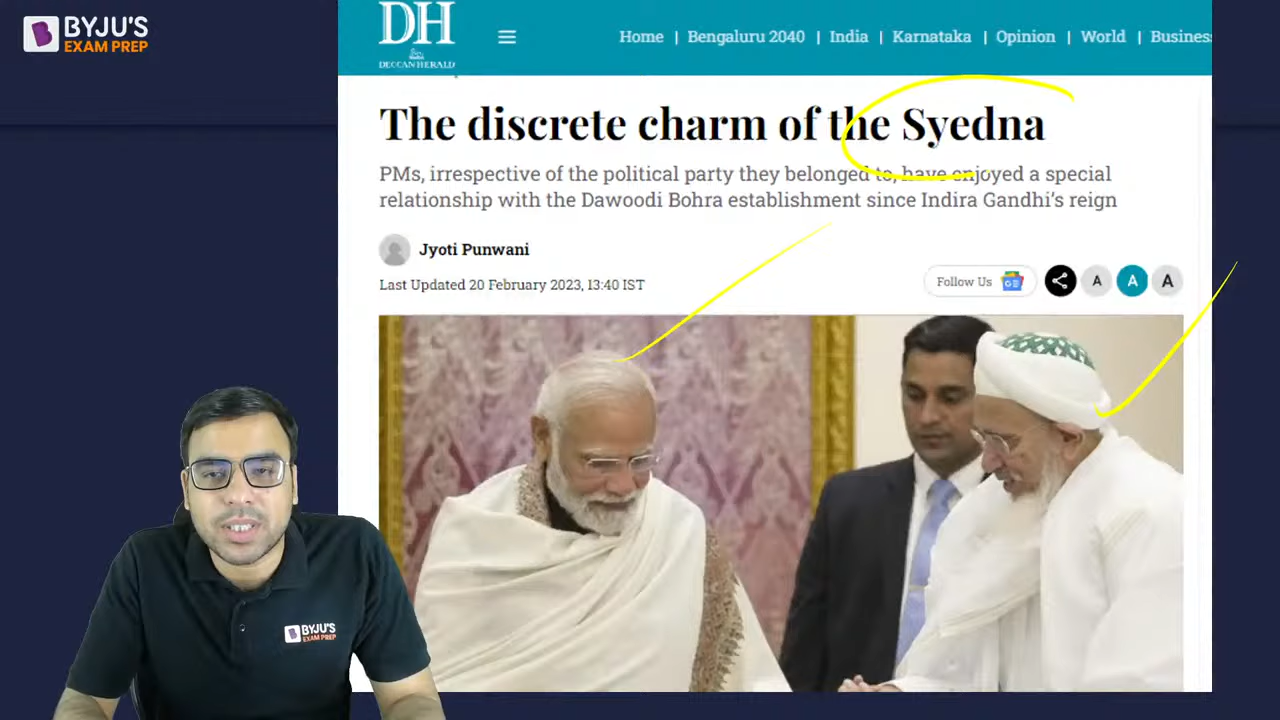 BYJU'S
EXAM PREP
DH
DECCAN HERALD
Home | Bengaluru 2040 | India | Karnataka | Opinion | World | Business
The discrete charm of the Syedna
PMs, irrespective of the political party they belonged to, have enjoyed a special
relationship with the Dawoodi Bohra establishment since Indira Gandhi's reign
Jyoti Punwani
Last Updated 20 February 2023, 13:40 IST
Follow Us
A A A
BYJU'S
EXAM PREP